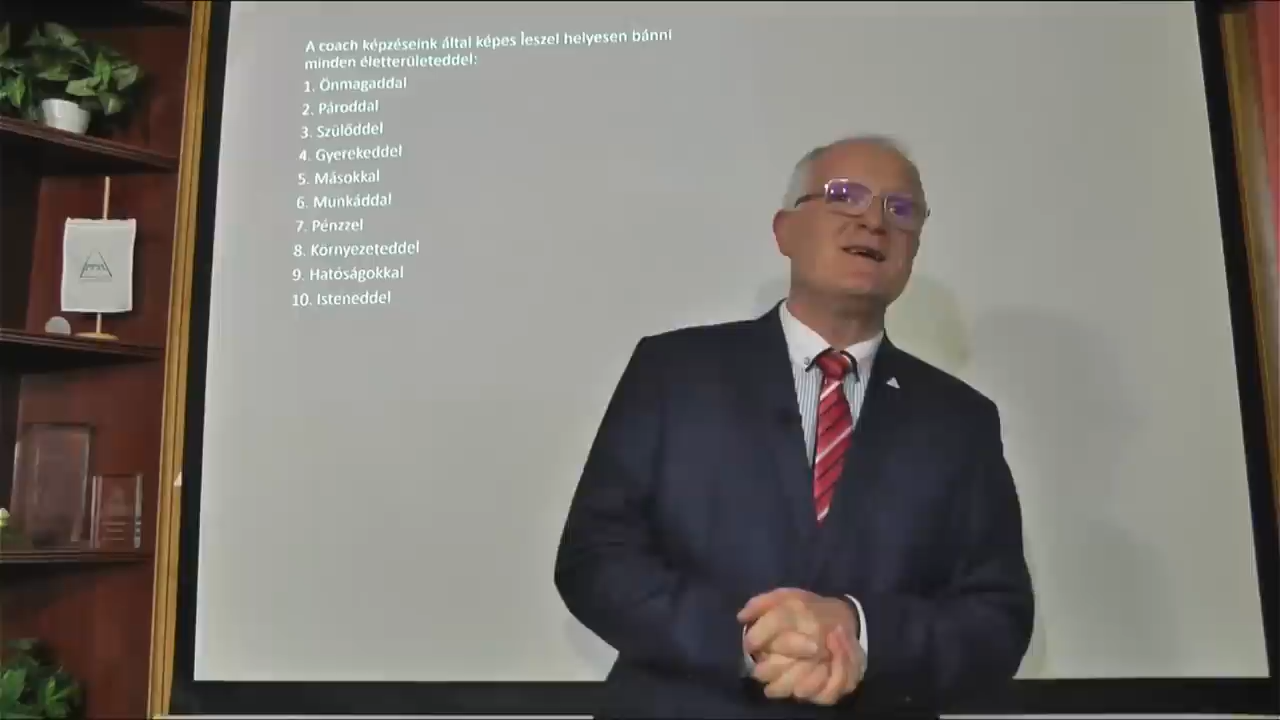 A coach képzéseink által képes leszel helyesen bánni
minden életterületeddel:
1. Önmagaddal
2. Pároddal
3. Szülőddel
4. Gyerekeddel
5. Másokkal
6. Munkáddal
7. Pénzzel
8. Környezeteddel
9. Hatóságokkal
10. Isteneddel